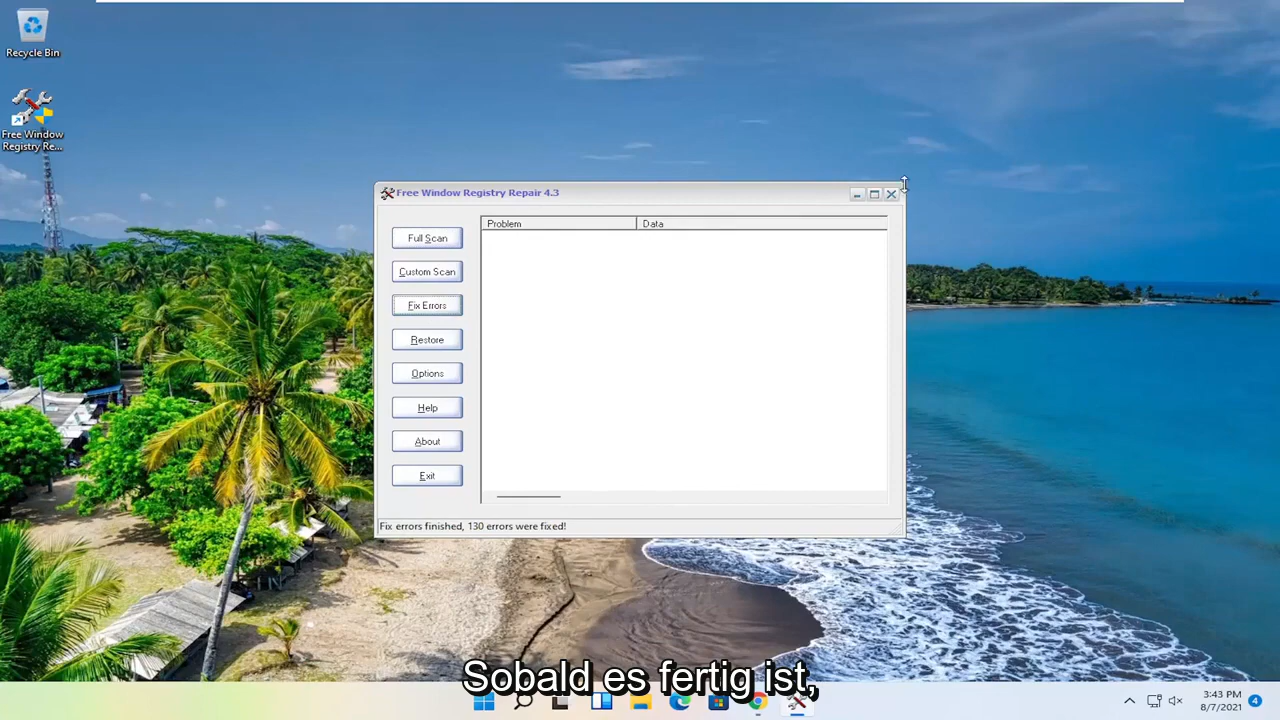 Recycle Bin
Free Window
Registry Re...
Free Window Registry Repair 4.3
Problem
Data
Full Scan
Custom Scan
Fix Errors
Restore
Options
Help
About
Exit
Fix errors finished, 130 errors were fixed!
Sobald es fertig ist,
3:43 PM
8/7/2021
4